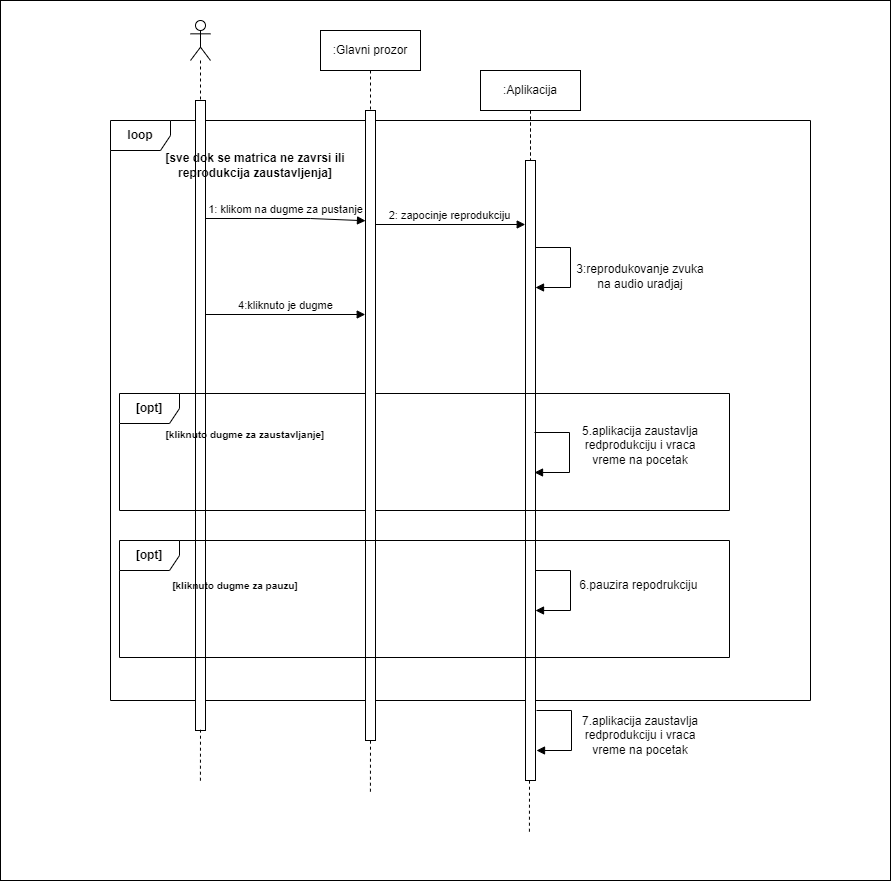 :Glavni prozor
:Aplikacija
loop
[sve dok se matrica ne zavrsi ili
reprodukcija zaustavljenja]
1: klikom na dugme za pustanje
2: zapocinje reprodukciju
3:reprodukovanje zvuka
na audio uradjaj
4:kliknuto je dugme
[opt]
[kliknuto dugme za zaustavljanje]
5.aplikacija zaustavlja
redprodukciju i vraca
vreme na pocetak
[opt]
[kliknuto dugme za pauzu]
6.pauzira repodrukciju
7.aplikacija zaustavlja
redprodukciju i vraca
vreme na pocetak